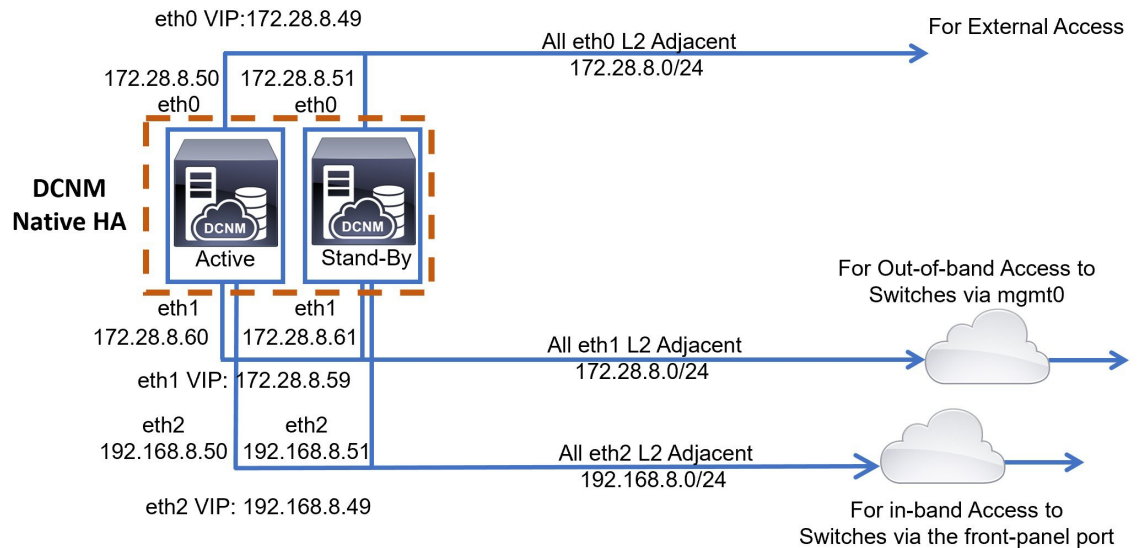 eth0 VIP:172.28.8.49
For External Access
All eth0 L2 Adjacent
172.28.8.0/24
172.28.8.50
eth0
172.28.8.51
eth0
DCNM
Native HA
DCNM
Active
DCNM
Stand-By
eth1
172.28.8.60
eth1
172.28.8.61
For Out-of-band Access to
Switches via mgmt0
All eth1 L2 Adjacent
172.28.8.0/24
eth1 VIP: 172.28.8.59
eth2
192.168.8.50
eth2
192.168.8.51
All eth2 L2 Adjacent
192.168.8.0/24
eth2 VIP: 192.168.8.49
For in-band Access to
Switches via the front-panel port